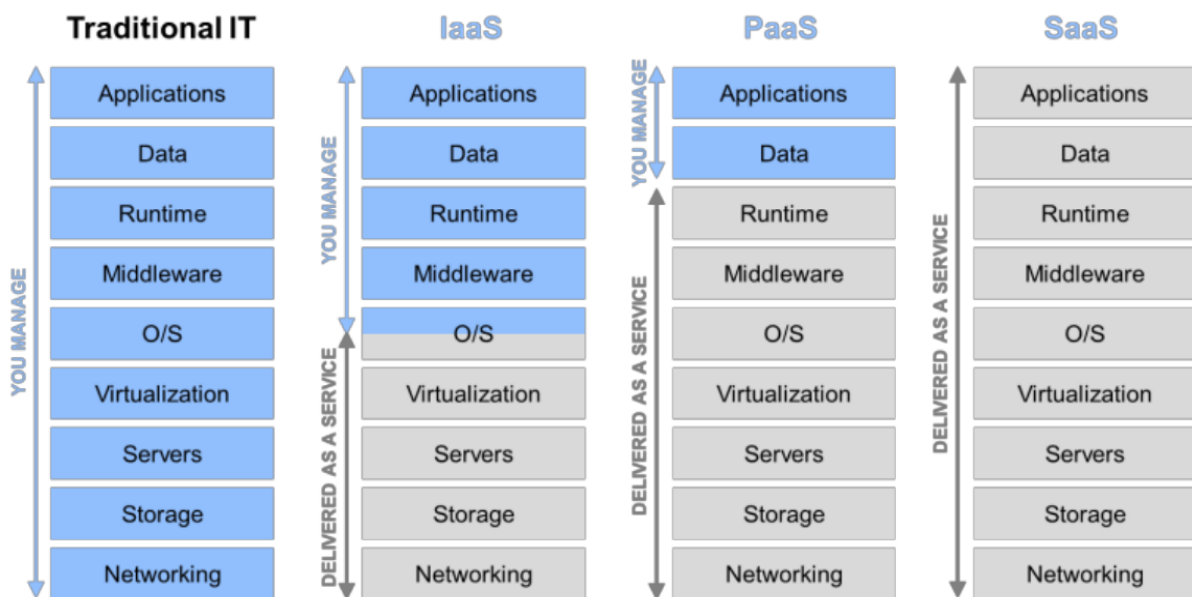 Traditional IT
IaaS
PaaS
SaaS
YOU MANAGE
Applications
Data
Runtime
Middleware
O/S
Virtualization
Servers
Storage
Networking
YOU MANAGE
DELIVERED AS A SERVICE
Applications
Data
Runtime
Middleware
O/S
Virtualization
Servers
Storage
Networking
YOU MANAGE
DELIVERED AS A SERVICE
Applications
Data
Runtime
Middleware
O/S
Virtualization
Servers
Storage
Networking
DELIVERED AS A SERVICE
Applications
Data
Runtime
Middleware
O/S
Virtualization
Servers
Storage
Networking